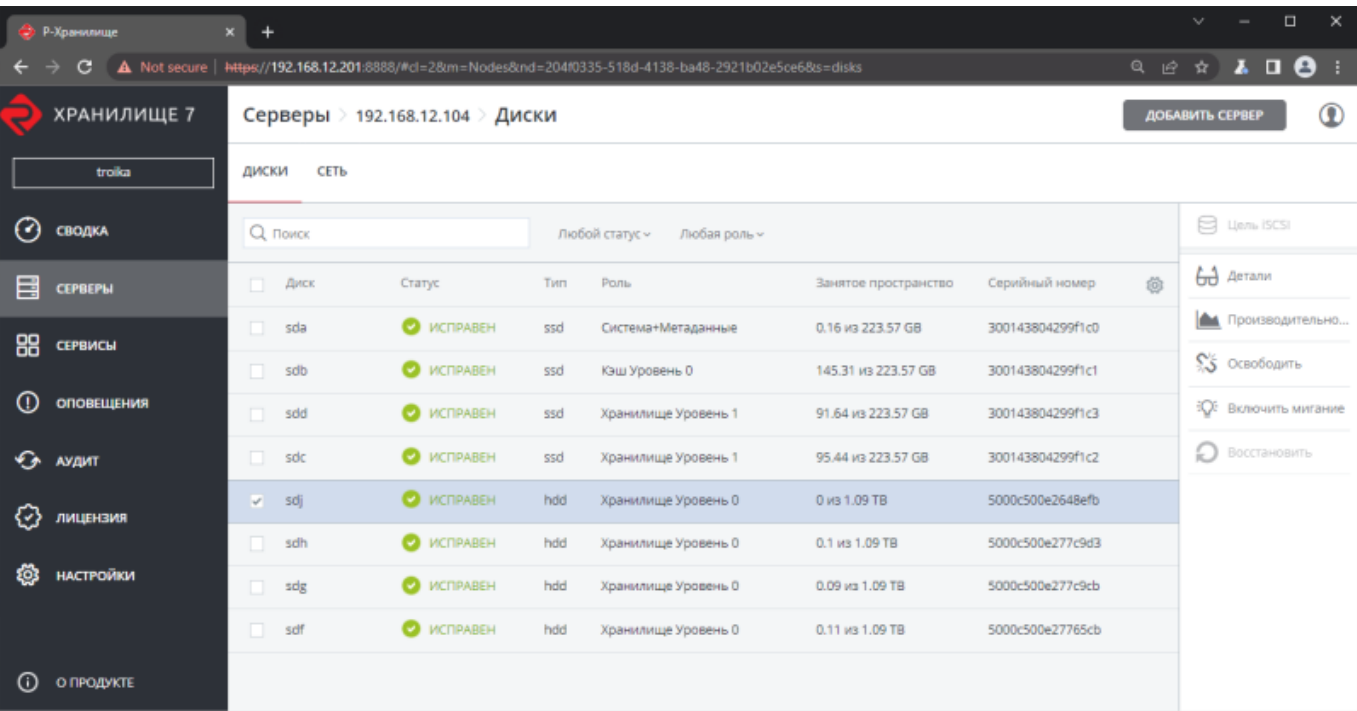 Р-Хранилище
Not secure | https://192.168.12.201:8888/#cl=2&m=Nodes&nd=204f0335-518d-4138-ba48-2921b02e5ce6&s=disks
ХРАНИЛИЩЕ 7
Серверы > 192.168.12.104 > Диски
ДОБАВИТЬ СЕРВЕР
troika
ДИСКИ СЕТЬ
СВОДКА
СЕРВЕРЫ
СЕРВИСЫ
ОПОВЕЩЕНИЯ
АУДИТ
ЛИЦЕНЗИЯ
НАСТРОЙКИ
О ПРОДУКТЕ
Поиск Любой статус Любая роль
Диск Статус Тип Роль Занятое пространство Серийный номер
sda ИСПРАВЕН ssd Система+Метаданные 0.16 из 223.57 GB 300143804299f1c0
sdb ИСПРАВЕН ssd Кэш Уровень 0 145.31 из 223.57 GB 300143804299f1c1
sdd ИСПРАВЕН ssd Хранилище Уровень 1 91.64 из 223.57 GB 300143804299f1c3
sdc ИСПРАВЕН ssd Хранилище Уровень 1 95.44 из 223.57 GB 300143804299f1c2
sdj ИСПРАВЕН hdd Хранилище Уровень 0 0 из 1.09 TB 5000c500e2648efb
sdh ИСПРАВЕН hdd Хранилище Уровень 0 0.1 из 1.09 TB 5000c500e277c9d3
sdg ИСПРАВЕН hdd Хранилище Уровень 0 0.09 из 1.09 TB 5000c500e277c9cb
sdf ИСПРАВЕН hdd Хранилище Уровень 0 0.11 из 1.09 TB 5000c500e27765cb
Цель iSCSI
Детали
Производительно...
Освободить
Включить мигание
Восстановить